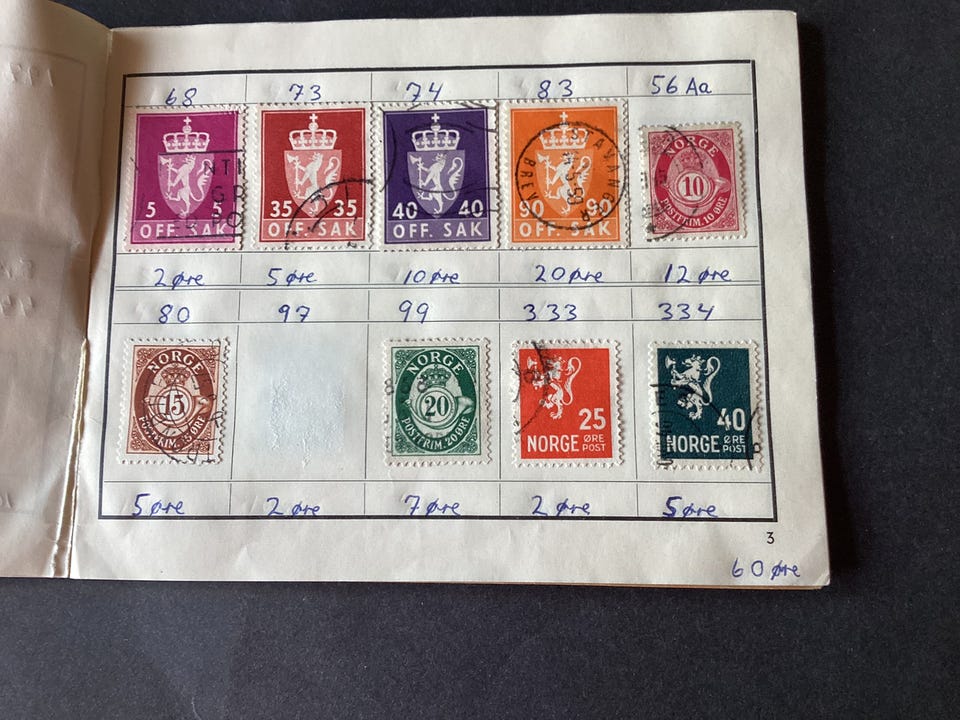 68 73 74 83 56 Aa
5 5 OFF. SAK
35 35 OFF. SAK
40 40 OFF. SAK
90 90 OFF. SAK
10 POSTFRIM. 10 ØRE
STAVANGER
BREV
2 øre 5 øre 10 øre 20 øre 12 øre
80 97 99 333 334
NORGE 15 POSTFRIM. 15 ØRE
NORGE 20 POSTFRIM. 20 ØRE
25 NORGE ØRE POST
40 NORGE ØRE POST
5 øre 2 øre 7 øre 2 øre 5 øre
3
60 øre